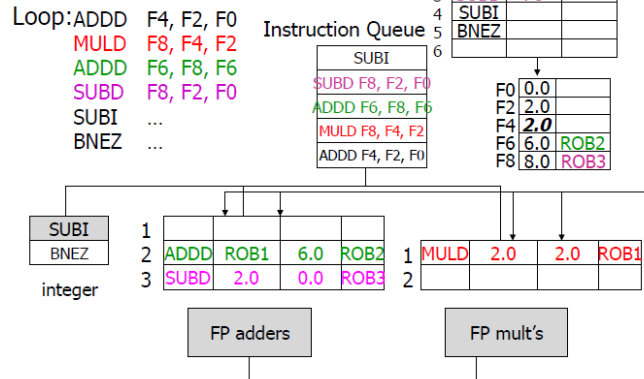 Loop: ADDD F4, F2, F0
MULD F8, F4, F2
ADDD F6, F8, F6
SUBD F8, F2, F0
SUBI ...
BNEZ ...
Instruction Queue
SUBI
SUBD F8, F2, F0
ADDD F6, F8, F6
MULD F8, F4, F2
ADDD F4, F2, F0
4 SUBI
5 BNEZ
6
F0 0.0
F2 2.0
F4 2.0
F6 6.0 ROB2
F8 8.0 ROB3
SUBI
BNEZ
integer
1
2 ADDD ROB1 6.0 ROB2
3 SUBD 2.0 0.0 ROB3
1 MULD 2.0 2.0 ROB1
2
FP adders
FP mult's